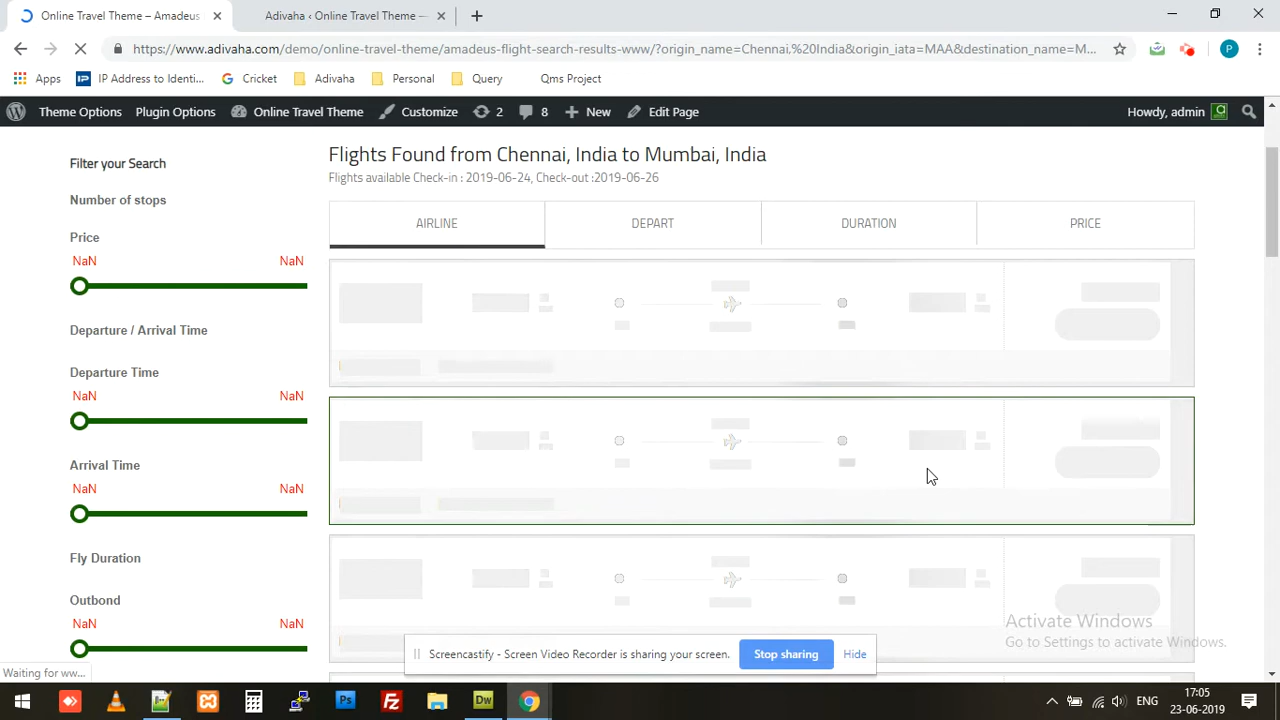 Online Travel Theme – Amadeus
Adivaha ‹ Online Travel Theme —
https://www.adivaha.com/demo/online-travel-theme/amadeus-flight-search-results-www/?origin_name=Chennai,%20India&origin_iata=MAA&destination_name=M...
P
Apps
IP Address to Identi...
Cricket
Adivaha
Personal
Query
Qms Project
Theme Options
Plugin Options
Online Travel Theme
Customize
2
8
New
Edit Page
Howdy, admin
Filter your Search
Number of stops
Price
NaN NaN
Departure / Arrival Time
Departure Time
NaN NaN
Arrival Time
NaN NaN
Fly Duration
Outbond
NaN NaN
Flights Found from Chennai, India to Mumbai, India
Flights available Check-in : 2019-06-24, Check-out :2019-06-26
AIRLINE DEPART DURATION PRICE
Activate Windows
Go to Settings to activate Windows.
Screencastify - Screen Video Recorder is sharing your screen.
Stop sharing
Hide
Waiting for ww...
ENG
17:05
23-06-2019